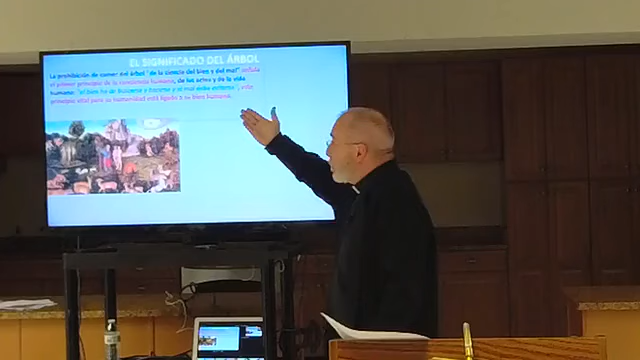 EL SIGNIFICADO DEL ÁRBOL
La prohibición de comer del árbol "de la ciencia del bien y del mal" señala
el primer principio de la conciencia humana, de los actos y de la vida
humana: "el bien ha de buscarse y hacerse y el mal debe evitarse", este
principio vital para su humanidad está ligado a su bien humano.